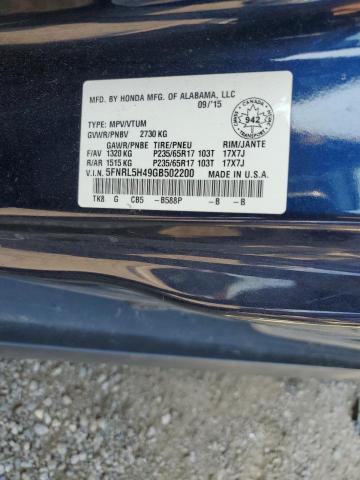 MFD. BY HONDA MFG. OF ALABAMA, LLC
09/'15
CANADA
942
TYPE: MPV/VTUM
GVWR/PNBV 2730 KG
GAWR/PNBE TIRE/PNEU RIM/JANTE
F/AV 1320 KG P235/65R17 103T 17X7J
R/AR 1515 KG P235/65R17 103T 17X7J
V.I.N. 5FNRL5H49GB502200 MADE IN U.S.A.
TK8 G CB5 -B588P -B -B